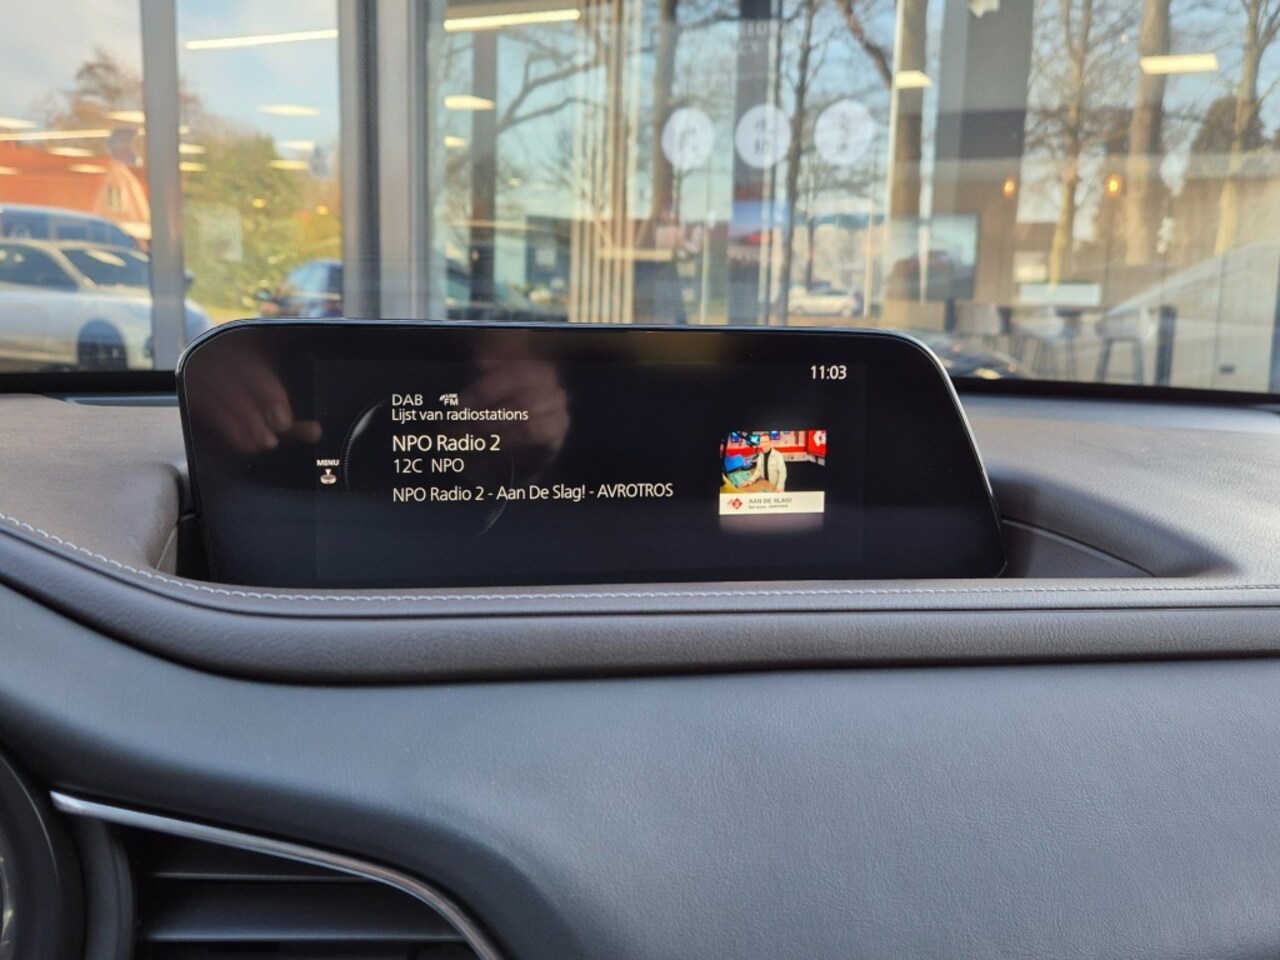 11:03
DAB
FM
Lijst van radiostations
NPO Radio 2
MENU
12C NPO
NPO Radio 2 - Aan De Slag! - AVROTROS
AAN DE SLAG!